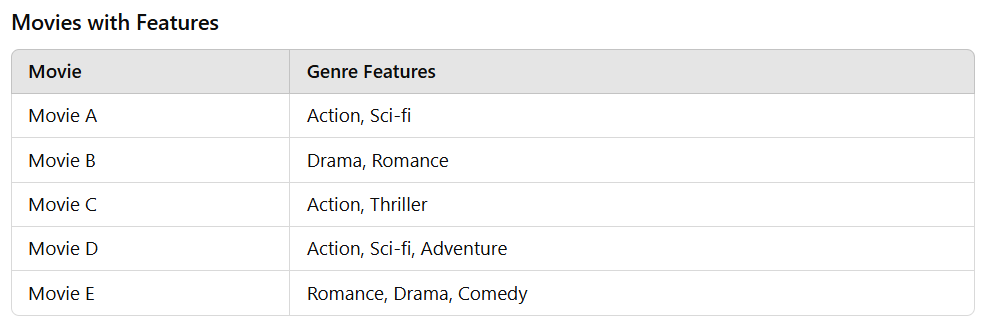 Movies with Features
Movie Genre Features
Movie A Action, Sci-fi
Movie B Drama, Romance
Movie C Action, Thriller
Movie D Action, Sci-fi, Adventure
Movie E Romance, Drama, Comedy